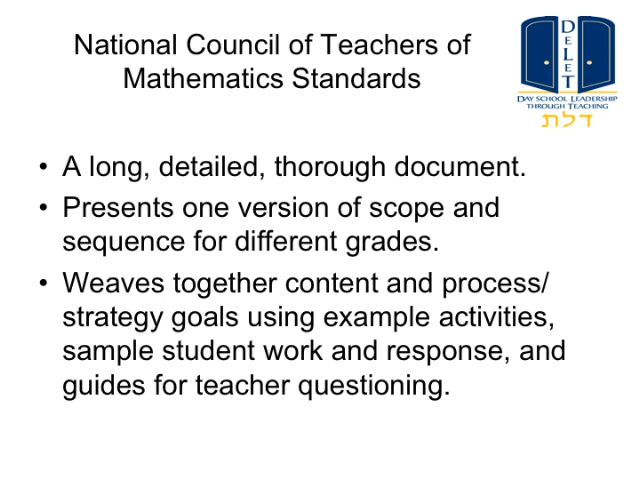 National Council of Teachers of
Mathematics Standards
DeLeT
DAY SCHOOL LEADERSHIP
THROUGH TEACHING
דלת
• A long, detailed, thorough document.
• Presents one version of scope and
sequence for different grades.
• Weaves together content and process/
strategy goals using example activities,
sample student work and response, and
guides for teacher questioning.